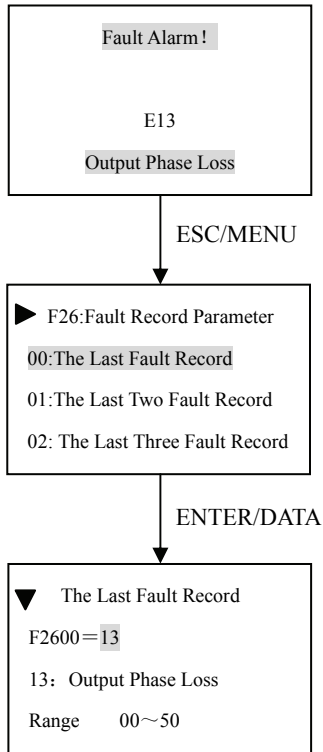 Fault Alarm！
E13
Output Phase Loss
ESC/MENU
F26:Fault Record Parameter
00:The Last Fault Record
01:The Last Two Fault Record
02: The Last Three Fault Record
ENTER/DATA
The Last Fault Record
F2600＝13
13：Output Phase Loss
Range 00～50